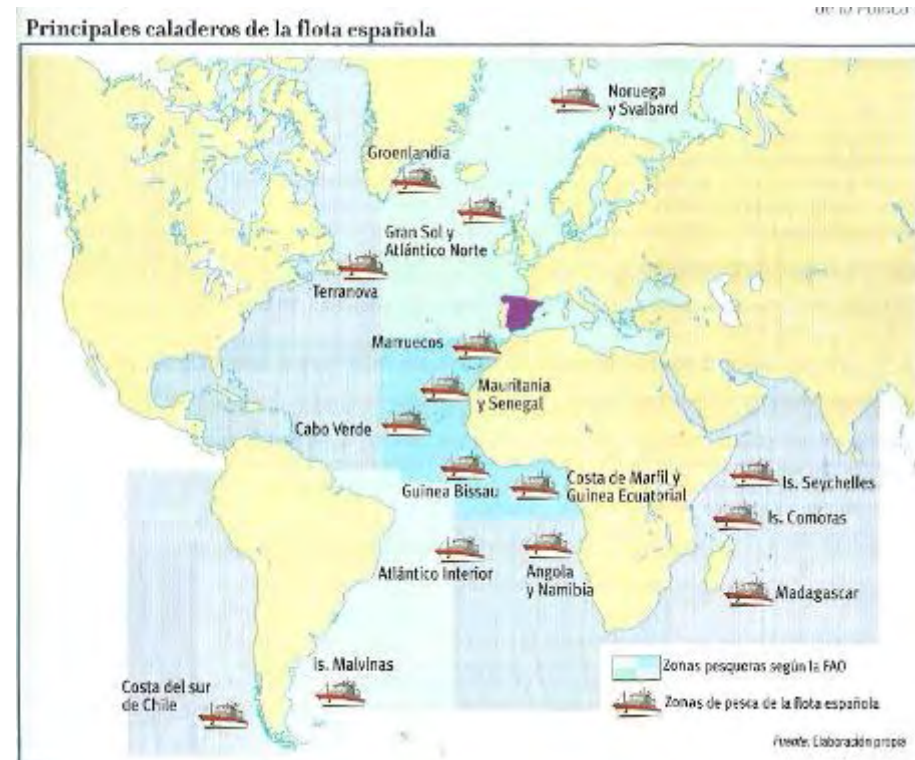 Principales caladeros de la flota española
Noruega
y Svalbard
Groenlandia
Gran Sol y
Atlántico Norte
Terranova
Marruecos
Mauritania
y Senegal
Cabo Verde
Guinea Bissau
Costa de Marfil y
Guinea Ecuatorial
Is. Seychelles
Is. Comoras
Atlántico Interior
Angola
y Namibia
Madagascar
Is. Malvinas
Costa del sur
de Chile
Zonas pesqueras según la FAO
Zonas de pesca de la flota española
Fuente: Elaboración propia